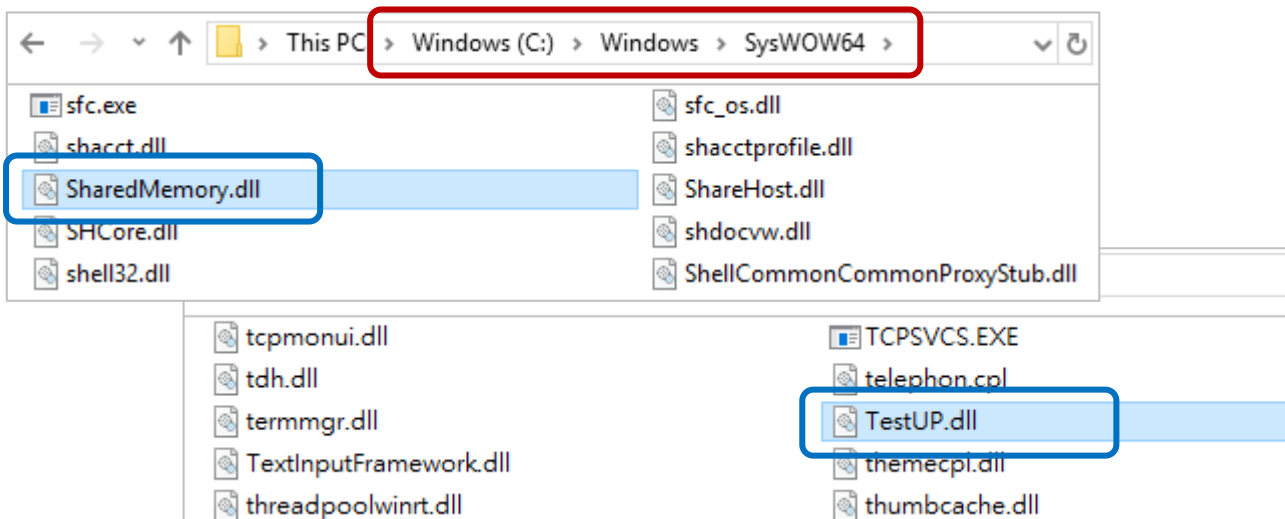 This PC > Windows (C:) > Windows > SysWOW64 >
sfc.exe
sfc_os.dll
shacct.dll
shacctprofile.dll
SharedMemory.dll
ShareHost.dll
SHCore.dll
shdocvw.dll
shell32.dll
ShellCommonCommonProxyStub.dll
tcpmonui.dll
TCPSVCS.EXE
tdh.dll
telephon.cpl
termmgr.dll
TestUP.dll
TextInputFramework.dll
themecpl.dll
threadpoolwinrt.dll
thumbcache.dll